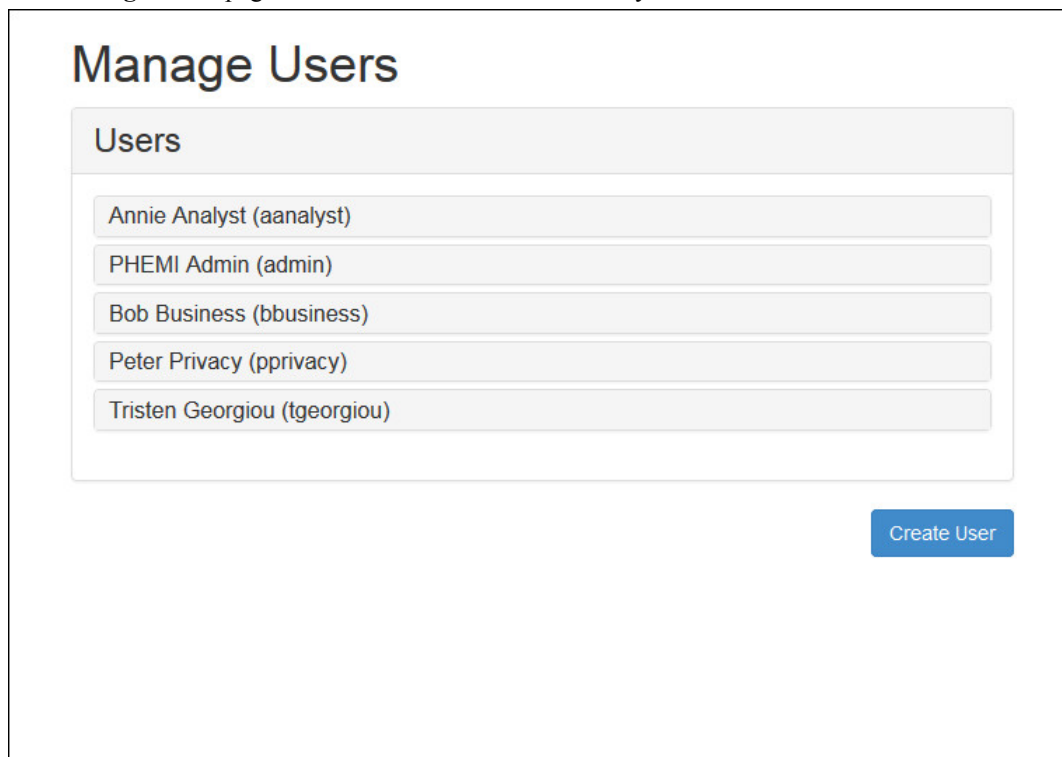 Manage Users
Users
Annie Analyst (aanalyst)
PHEMI Admin (admin)
Bob Business (bbusiness)
Peter Privacy (pprivacy)
Tristen Georgiou (tgeorgiou)
Create User